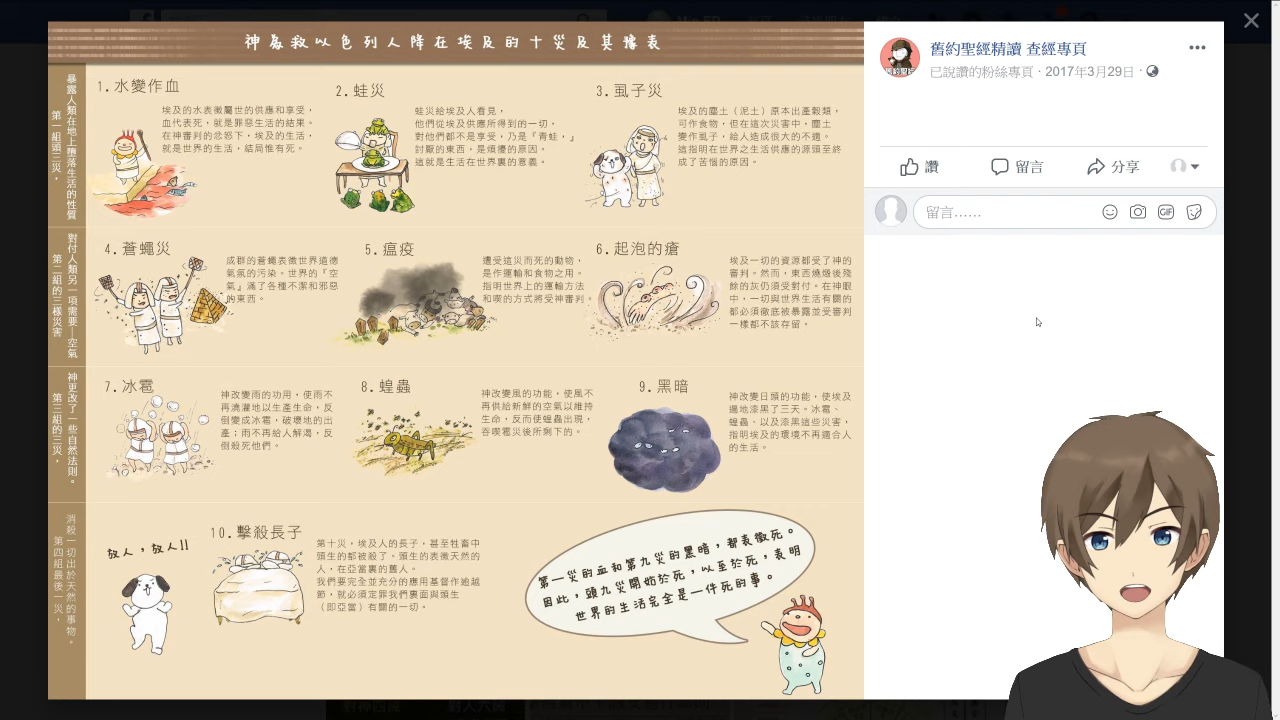 神為救以色列人降在埃及的十災及其豫表
第一組頭三災，
暴露人類在地上墮落生活的性質
1.水變作血
埃及的水表徵屬世的供應和享受，
血代表死，就是罪惡生活的結果。
在神審判的忿怒下，埃及的生活，
就是世界的生活，結局惟有死。
2.蛙災
蛙災給埃及人看見，
他們從埃及供應所得到的一切，
對他們都不是享受，乃是『青蛙，』
討厭的東西，是煩擾的原因。
這就是生活在世界裏的意義。
3.虱子災
埃及的塵土（泥土）原本出產穀類，
可作食物，但在這次災害中，塵土
變作虱子，給人造成很大的不適。
這指明在世界之生活供應的源頭至終
成了苦惱的原因。
第二組的三樣災害
對付人類另一項需要—空氣
4.蒼蠅災
成群的蒼蠅表徵世界道德
氣氛的污染。世界的『空
氣』滿了各種不潔和邪惡
的東西。
5.瘟疫
遭受這災而死的動物，
是作運輸和食物之用。
指明世界上的運輸方法
和喫的方式將受神審判。
6.起泡的瘡
埃及一切的資源都受了神的
審判。然而，東西燒燬後殘
餘的灰仍須受對付。在神眼
中，一切與世界生活有關的
都必須徹底被暴露並受審判
一樣都不該存留。
第三組的三災，
神更改了一些自然法則。
7.冰雹
神改變雨的功用，使雨不
再澆灌地以生產生命，反
倒變成冰雹，破壞地的出
產；雨不再給人解渴，反
倒殺死他們。
8.蝗蟲
神改變風的功能，使風不
再供給新鮮的空氣以維持
生命，反而使蝗蟲出現，
吞喫雹災後所剩下的。
9.黑暗
神改變日頭的功能，使埃及
遍地漆黑了三天。冰雹、
蝗蟲、以及漆黑這些災害，
指明埃及的環境不再適合人
的生活。
第四組最後一災，
消殺一切出於天然的事物。
放人，放人!!
10.擊殺長子
第十災，埃及人的長子，甚至牲畜中
頭生的都被殺了。頭生的表徵天然的
人，在亞當裏的舊人。
我們要完全並充分的應用基督作逾越
節，就必須定罪我們裏面與頭生
（即亞當）有關的一切。
第一災的血和第九災的黑暗，都表徵死。
因此，頭九災開始於死，以至於死，表明
世界的生活完全是一件死的事。
舊約聖經精讀 查經專頁
已說讚的粉絲專頁 · 2017年3月29日 ·
讚
留言
分享
留言……
GIF